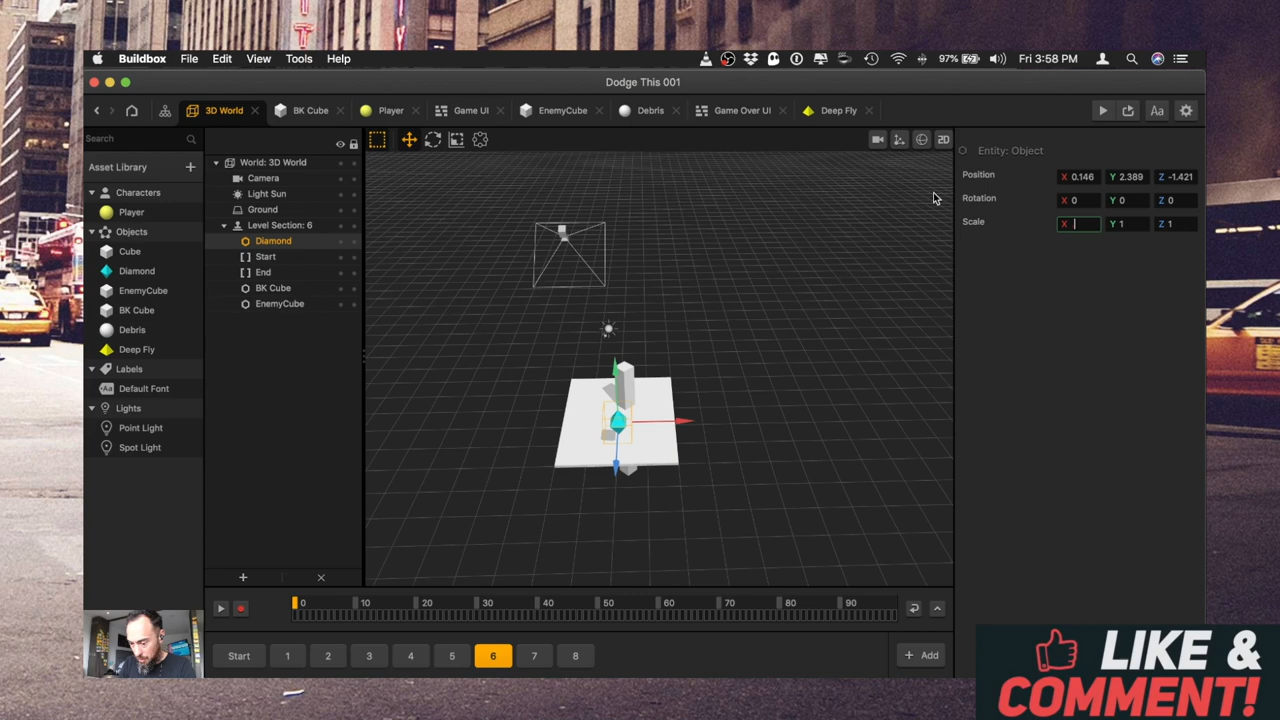 Buildbox File Edit View Tools Help 97% Fri 3:58 PM
Dodge This 001
3D World BK Cube Player Game UI EnemyCube Debris Game Over UI Deep Fly Aa
Search
Asset Library
Characters
Player
Objects
Cube
Diamond
EnemyCube
BK Cube
Debris
Deep Fly
Labels
Aa Default Font
Lights
Point Light
Spot Light
World: 3D World
Camera
Light Sun
Ground
Level Section: 6
Diamond
Start
End
BK Cube
EnemyCube
2D
Entity: Object
Position X 0.146 Y 2.389 Z -1.421
Rotation X 0 Y 0 Z 0
Scale X Y 1 Z 1
0 10 20 30 40 50 60 70 80 90
Start 1 2 3 4 5 6 7 8 + Add
LIKE &
COMMENT!